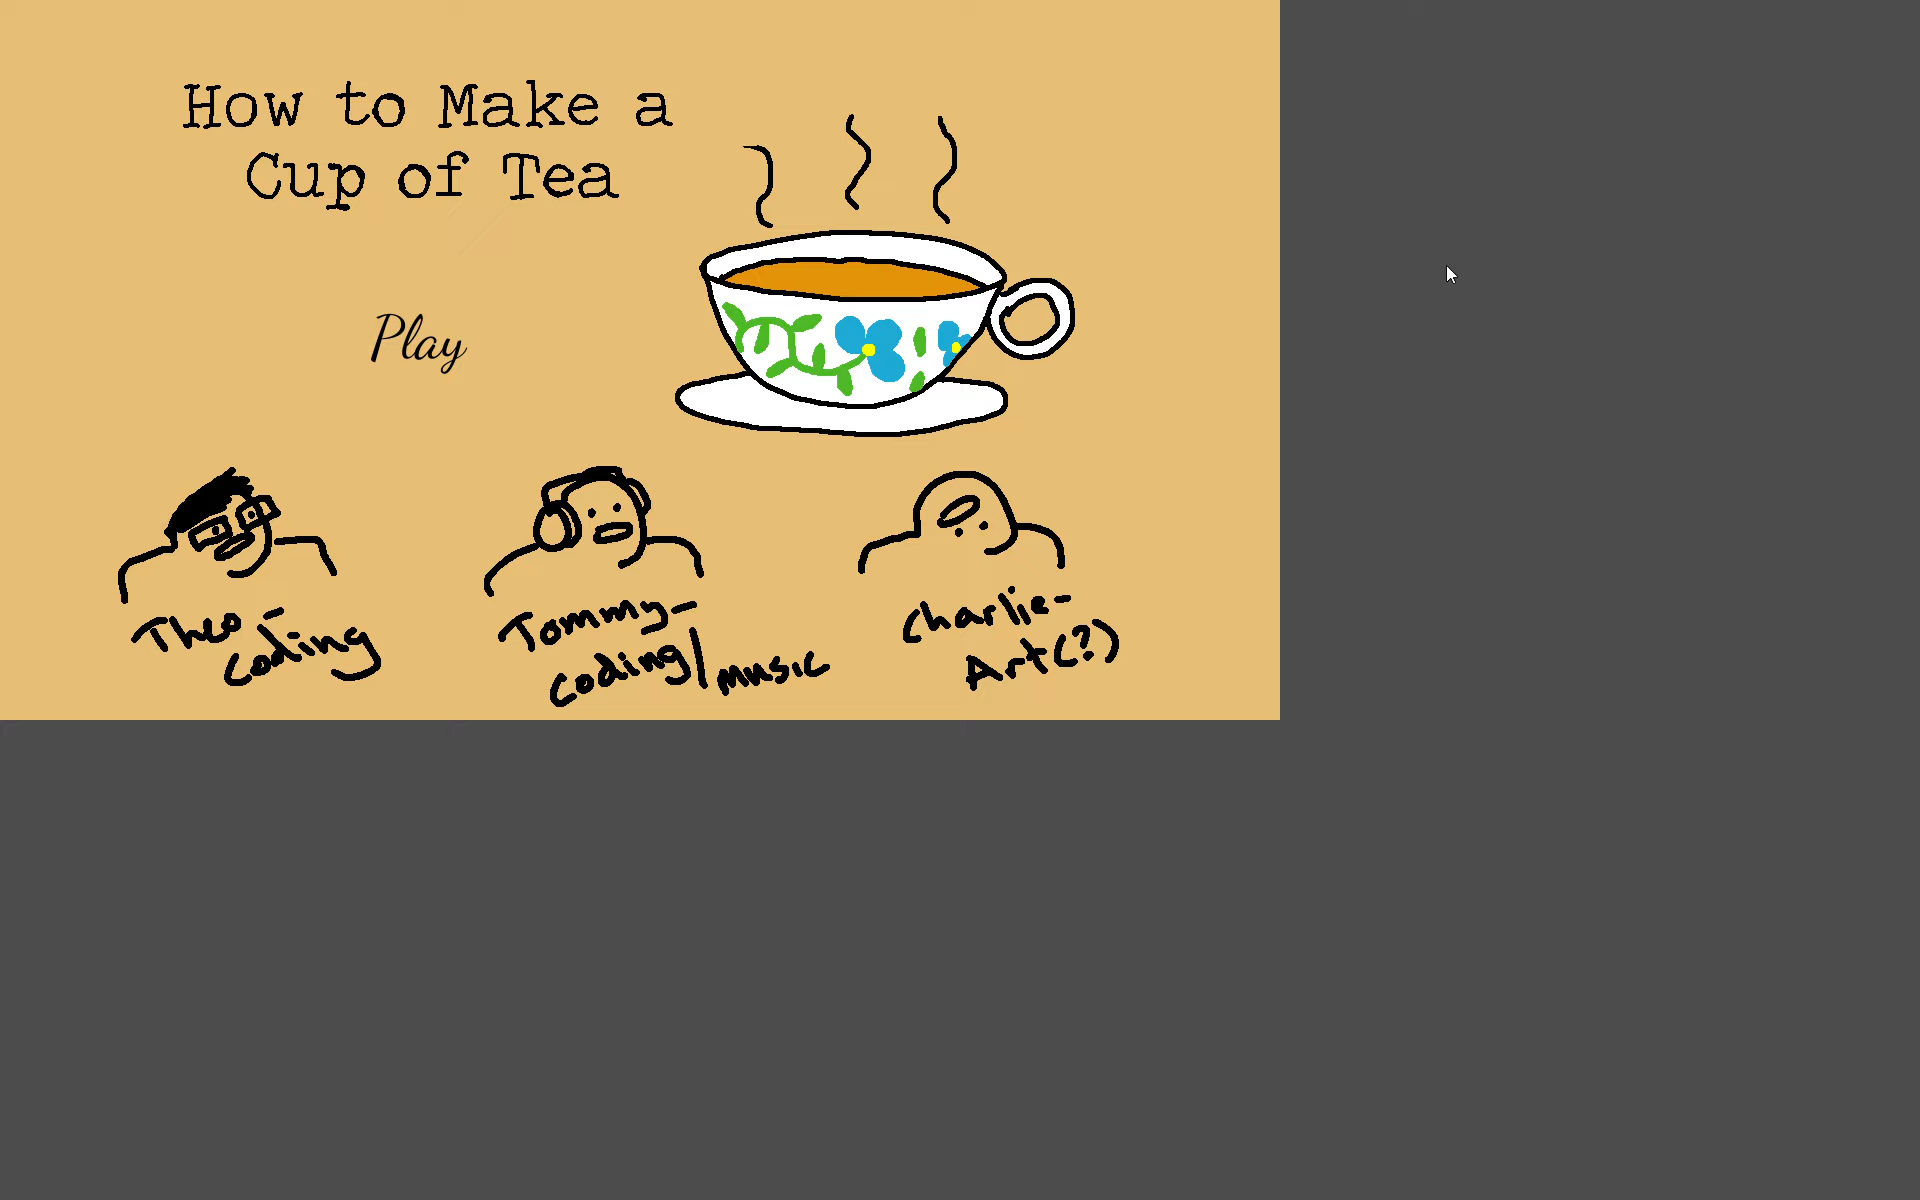 How to Make a
Cup of Tea
Play
Theo-
coding
Tommy-
coding/music
Charlie-
Art(?)